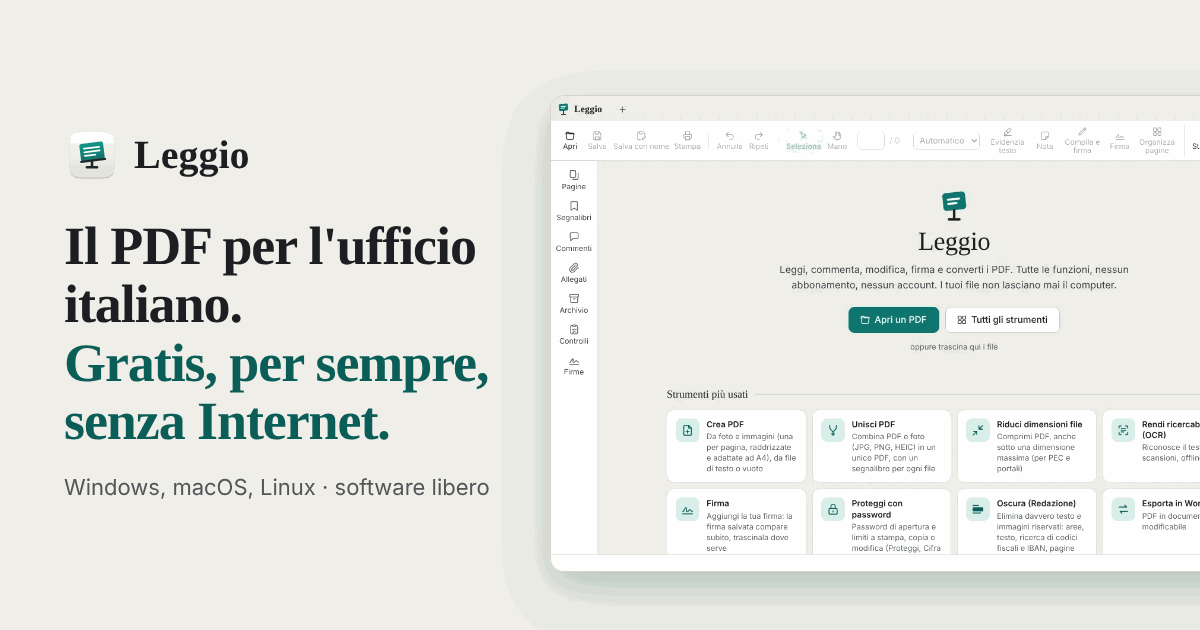 Leggio
Il PDF per l'ufficio
italiano.
Gratis, per sempre,
senza Internet.
Windows, macOS, Linux · software libero
Leggio +
Apri Salva Salva con nome Stampa Annulla Ripeti Seleziona Mano / 0 Automatico Evidenzia testo Nota Compila e firma Firma Organizza pagine
Pagine
Segnalibri
Commenti
Allegati
Archivio
Controlli
Firme
Leggio
Leggi, commenta, modifica, firma e converti i PDF. Tutte le funzioni, nessun
abbonamento, nessun account. I tuoi file non lasciano mai il computer.
Apri un PDF Tutti gli strumenti
oppure trascina qui i file
Strumenti più usati
Crea PDF
Da foto e immagini (una
per pagina, raddrizzate
e adattate ad A4), da file
di testo o vuoto
Unisci PDF
Combina PDF e foto
(JPG, PNG, HEIC) in un
unico PDF, con un
segnalibro per ogni file
Riduci dimensioni file
Comprimi PDF, anche
sotto una dimensione
massima (per PEC e
portali)
Rendi
(OCR)
Riconosce il
scansioni,
Firma
Aggiungi la tua firma: la
firma salvata compare
subito, trascinala dove
serve
Proteggi con
password
Password di apertura e
limiti a stampa, copia e
modifica (Proteggi, Cifra
Oscura (Redazione)
Elimina davvero testo e
immagini riservati: aree,
testo, ricerca di codici
fiscali e IBAN, pagine
Esporta in
PDF in
modificabile